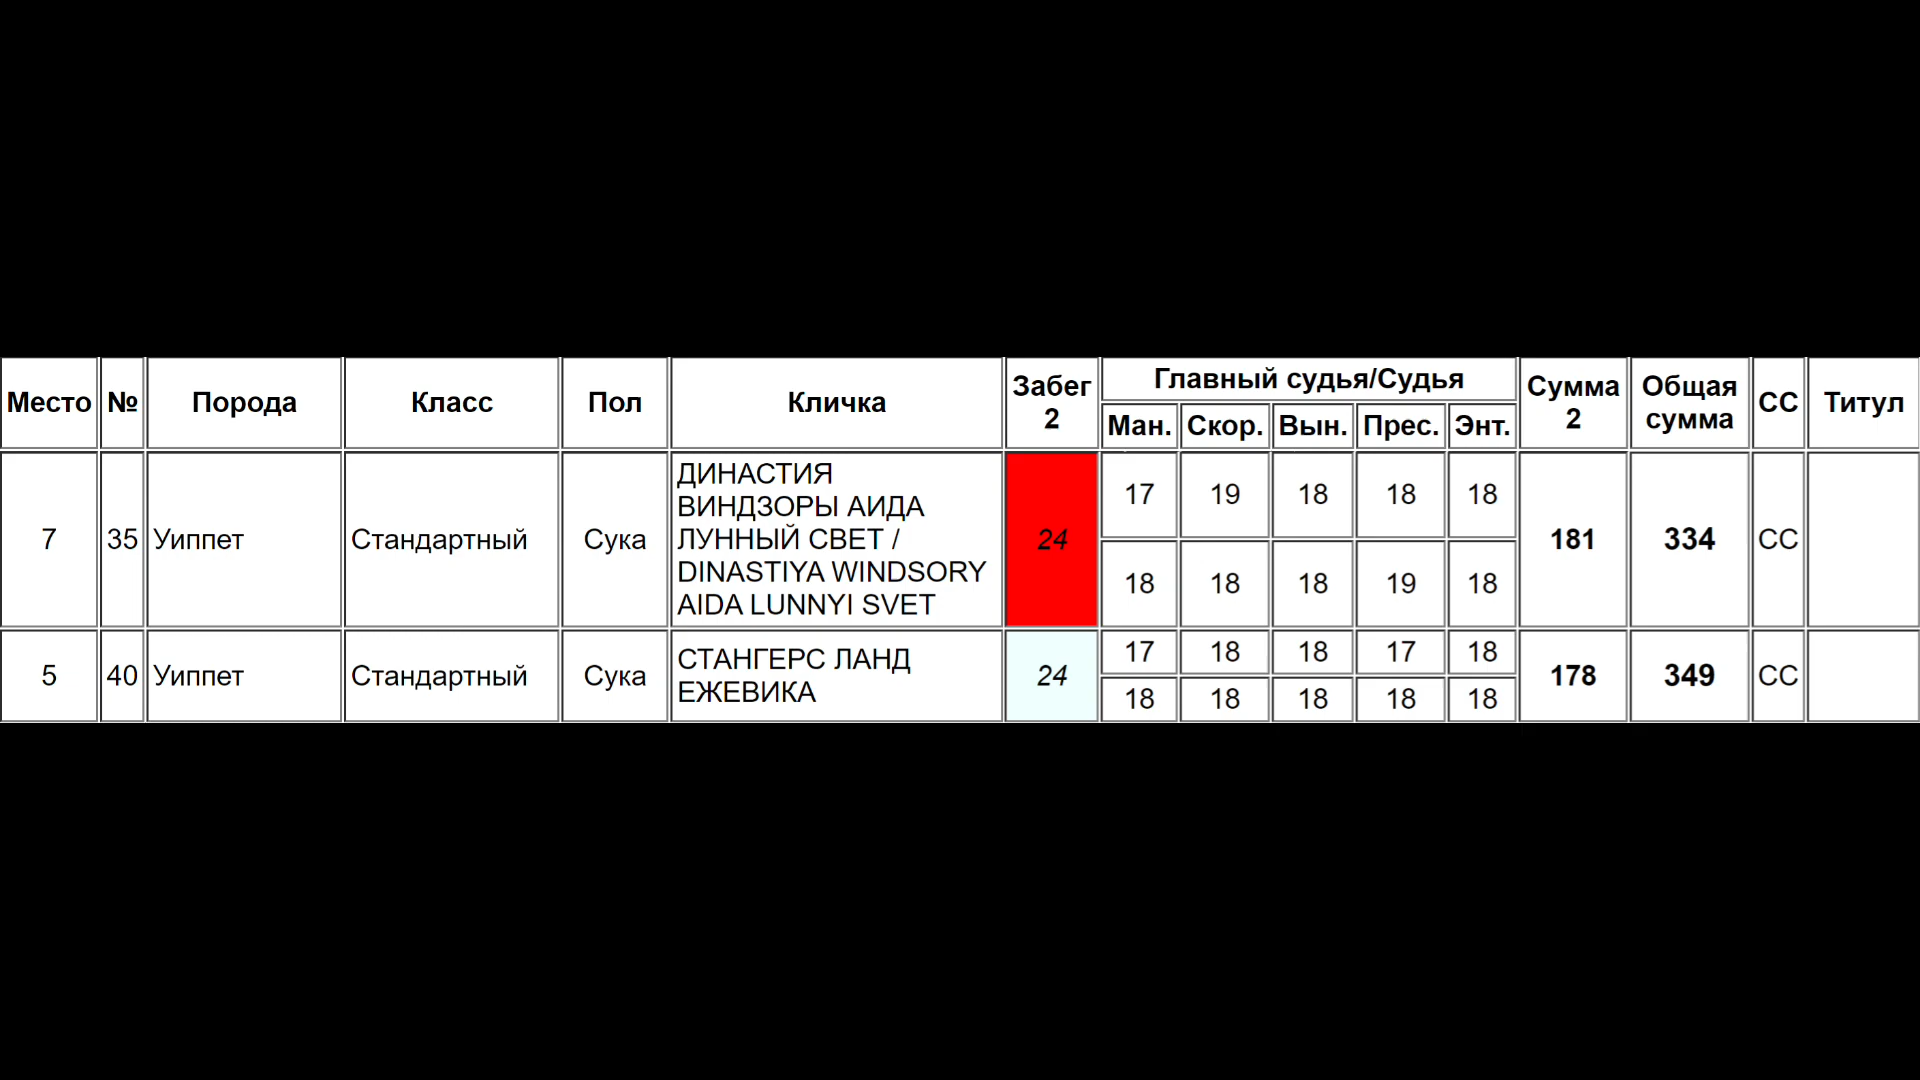 Место № Порода Класс Пол Кличка Забег 2 Главный судья/Судья Сумма 2 Общая сумма СС Титул
Ман. Скор. Вын. Прес. Энт.
7 35 Уиппет Стандартный Сука ДИНАСТИЯ
ВИНДЗОРЫ АИДА
ЛУННЫЙ СВЕТ /
DINASTIYA WINDSORY
AIDA LUNNYI SVET
24 17 19 18 18 18 181 334 СС
18 18 18 19 18
5 40 Уиппет Стандартный Сука СТАНГЕРС ЛАНД
ЕЖЕВИКА
24 17 18 18 17 18 178 349 СС
18 18 18 18 18